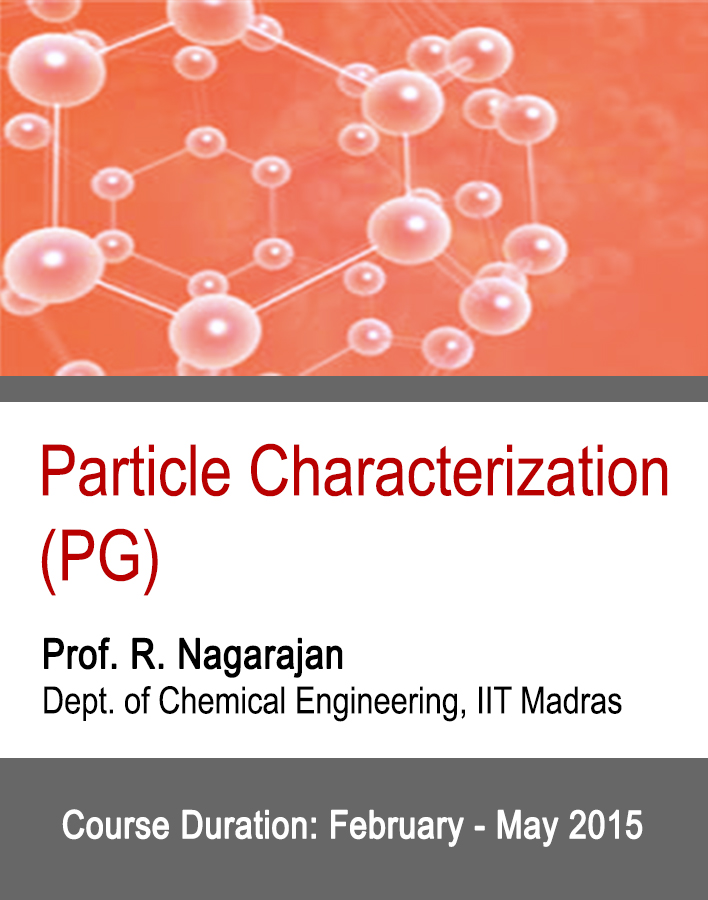 Particle Characterization
(PG)
Prof. R. Nagarajan
Dept. of Chemical Engineering, IIT Madras
Course Duration: February - May 2015